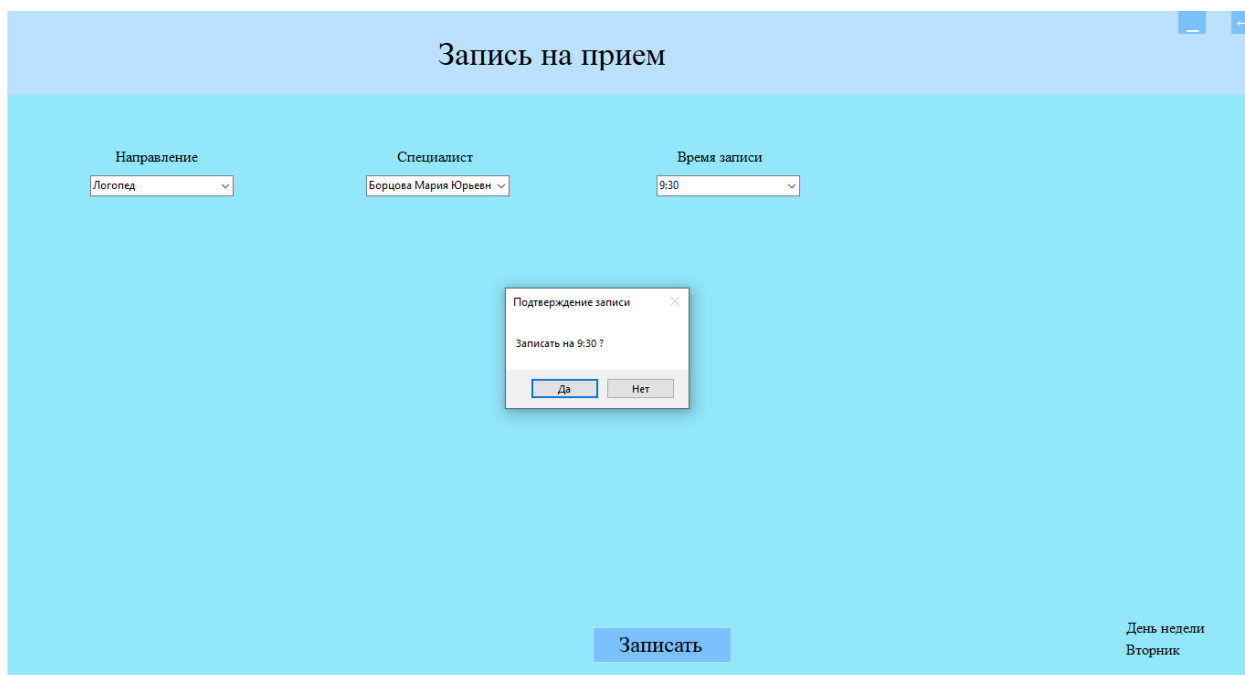 Запись на прием
Направление
Специалист
Время записи
Логопед
Борцова Мария Юрьевн
9:30
Подтверждение записи
Записать на 9:30 ?
Да
Нет
Записать
День недели
Вторник